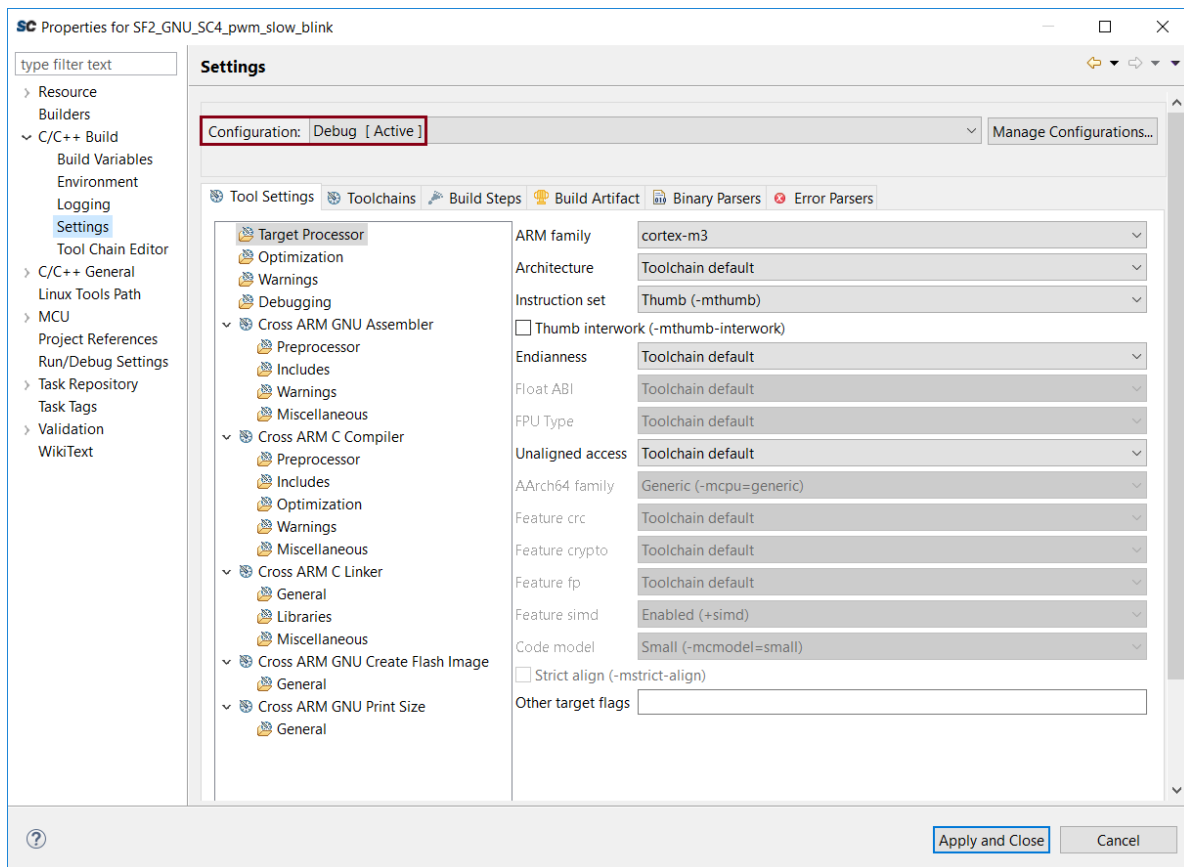 SC Properties for SF2_GNU_SC4_pwm_slow_blink
type filter text
Resource
Builders
C/C++ Build
Build Variables
Environment
Logging
Settings
Tool Chain Editor
C/C++ General
Linux Tools Path
MCU
Project References
Run/Debug Settings
Task Repository
Task Tags
Validation
WikiText
Settings
Configuration: Debug [ Active ]
Manage Configurations...
Tool Settings Toolchains Build Steps Build Artifact Binary Parsers Error Parsers
Target Processor
Optimization
Warnings
Debugging
Cross ARM GNU Assembler
Preprocessor
Includes
Warnings
Miscellaneous
Cross ARM C Compiler
Preprocessor
Includes
Optimization
Warnings
Miscellaneous
Cross ARM C Linker
General
Libraries
Miscellaneous
Cross ARM GNU Create Flash Image
General
Cross ARM GNU Print Size
General
ARM family cortex-m3
Architecture Toolchain default
Instruction set Thumb (-mthumb)
Thumb interwork (-mthumb-interwork)
Endianness Toolchain default
Float ABI Toolchain default
FPU Type Toolchain default
Unaligned access Toolchain default
AArch64 family Generic (-mcpu=generic)
Feature crc Toolchain default
Feature crypto Toolchain default
Feature fp Toolchain default
Feature simd Enabled (+simd)
Code model Small (-mcmodel=small)
Strict align (-mstrict-align)
Other target flags
Apply and Close Cancel